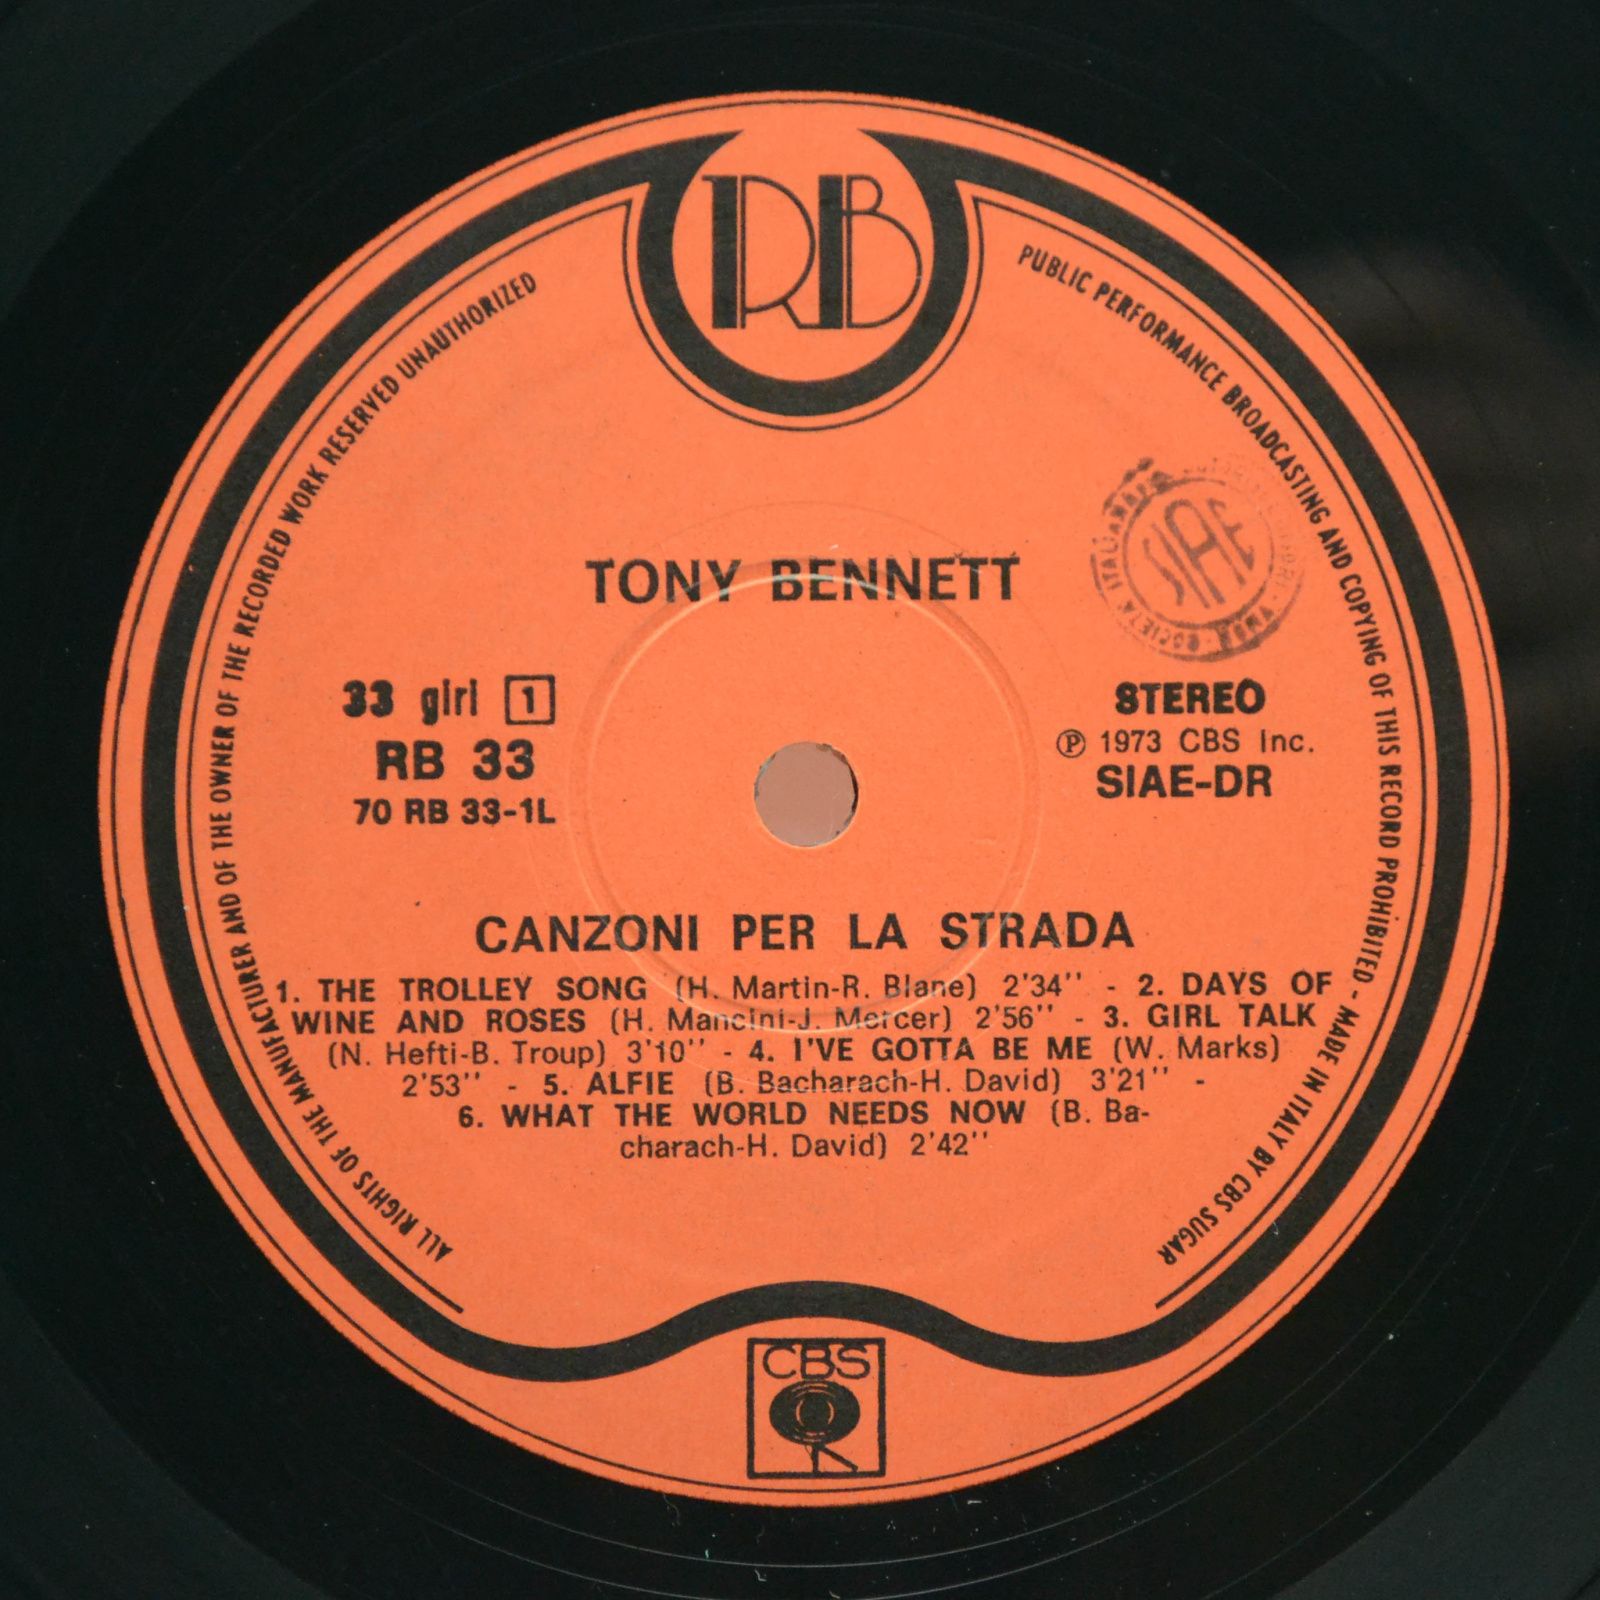 RB
ALL RIGHTS OF THE MANUFACTURER AND OF THE OWNER OF THE RECORDED WORK RESERVED UNAUTHORIZED
PUBLIC PERFORMANCE BROADCASTING AND COPYING OF THIS RECORD PROHIBITED - MADE IN ITALY BY CBS SUGAR
TONY BENNETT
SOCIETÀ ITALIANA
SIAE
33 giri 1
RB 33
70 RB 33-1L
STEREO
℗ 1973 CBS Inc.
SIAE-DR
CANZONI PER LA STRADA
1. THE TROLLEY SONG (H. Martin-R. Blane) 2'34'' - 2. DAYS OF
WINE AND ROSES (H. Mancini-J. Mercer) 2'56'' - 3. GIRL TALK
(N. Hefti-B. Troup) 3'10'' - 4. I'VE GOTTA BE ME (W. Marks)
2'53'' - 5. ALFIE (B. Bacharach-H. David) 3'21'' -
6. WHAT THE WORLD NEEDS NOW (B. Ba-
charach-H. David) 2'42''
CBS